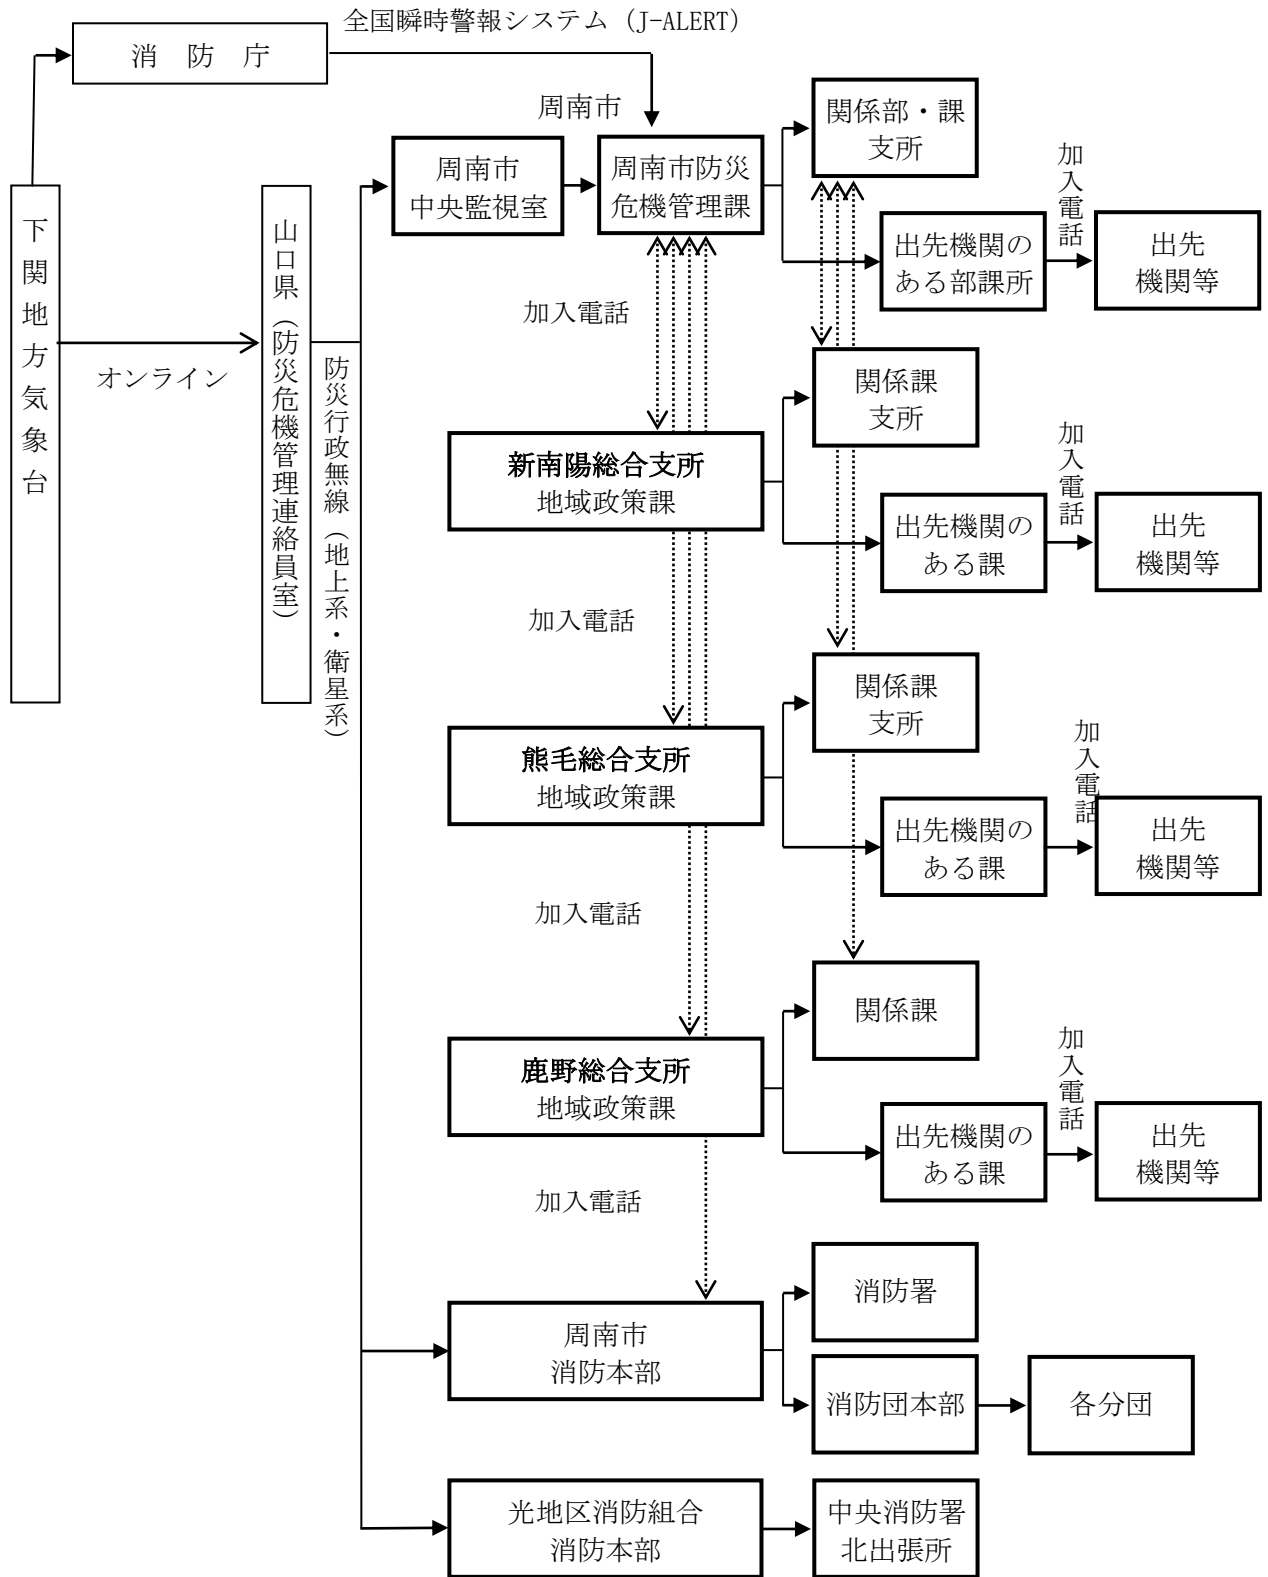 全国瞬時警報システム（J-ALERT）
消　防　庁
周南市
関係部・課
支所
周南市
中央監視室
周南市防災
危機管理課
加入電話
下関地方気象台
山口県（防災危機管理連絡員室）
出先機関の
ある部課所
出先
機関等
加入電話
オンライン
防災行政無線（地上系・衛星系）
関係課
支所
新南陽総合支所
地域政策課
加入電話
出先機関の
ある課
出先
機関等
加入電話
関係課
支所
熊毛総合支所
地域政策課
加入電話
出先機関の
ある課
出先
機関等
加入電話
関係課
鹿野総合支所
地域政策課
加入電話
出先機関の
ある課
出先
機関等
加入電話
消防署
周南市
消防本部
消防団本部
各分団
光地区消防組合
消防本部
中央消防署
北出張所